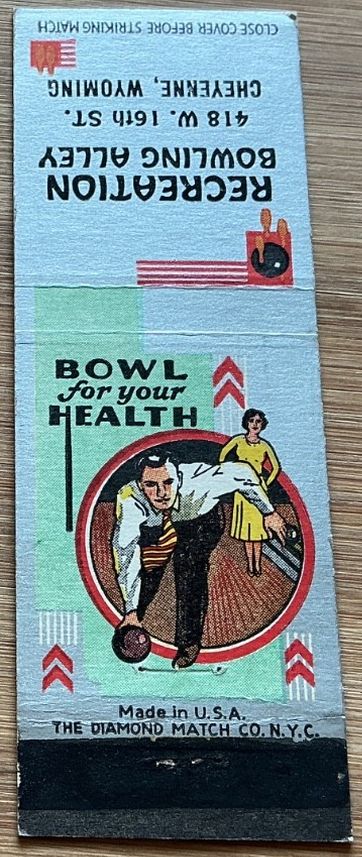 CLOSE COVER BEFORE STRIKING MATCH
RECREATION
BOWLING ALLEY
418 W. 16th ST.
CHEYENNE, WYOMING
BOWL
for your
HEALTH
Made in U.S.A.
THE DIAMOND MATCH CO. N.Y.C.